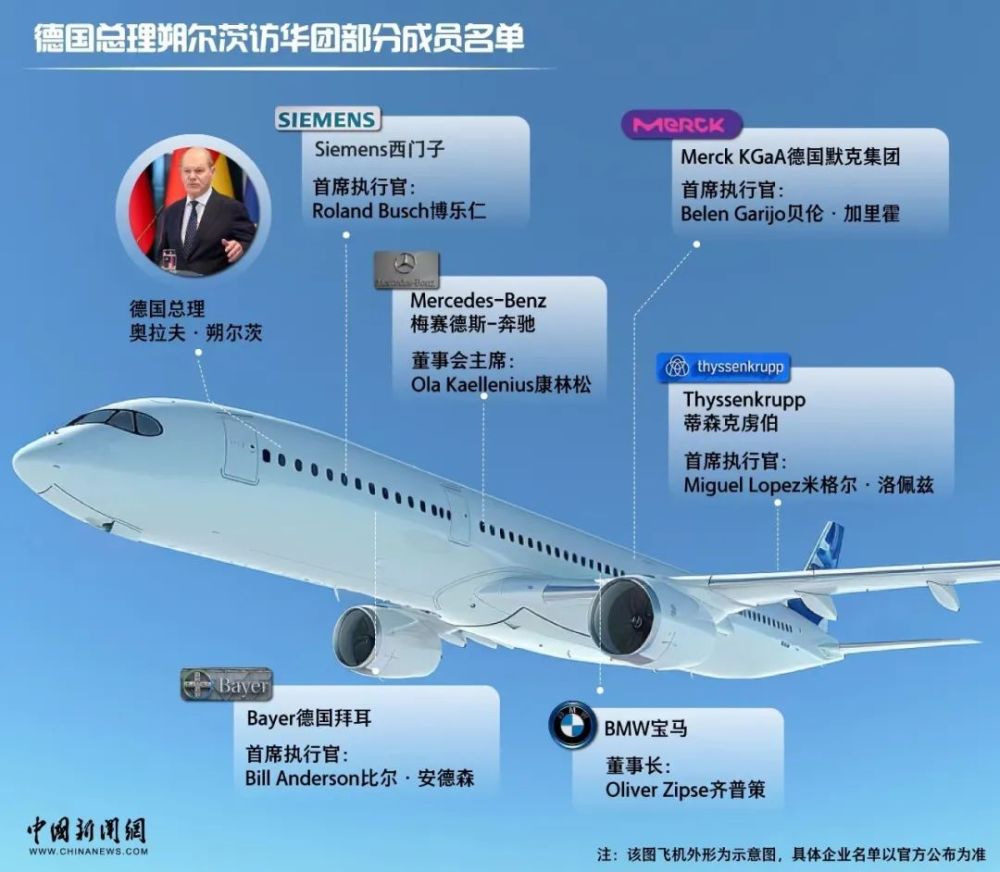 德国总理朔尔茨访华团部分成员名单
德国总理
奥拉夫·朔尔茨
SIEMENS
Siemens西门子
首席执行官：
Roland Busch博乐仁
Mercedes-Benz
Mercedes-Benz
梅赛德斯-奔驰
董事会主席：
Ola Kaellenius康林松
MERCK
Merck KGaA德国默克集团
首席执行官：
Belen Garijo贝伦·加里霍
thyssenkrupp
Thyssenkrupp
蒂森克虏伯
首席执行官：
Miguel Lopez米格尔·洛佩兹
Bayer
Bayer德国拜耳
首席执行官：
Bill Anderson比尔·安德森
BMW
BMW宝马
董事长：
Oliver Zipse齐普策
中国新闻網
WWW.CHINANEWS.COM
注：该图飞机外形为示意图，具体企业名单以官方公布为准